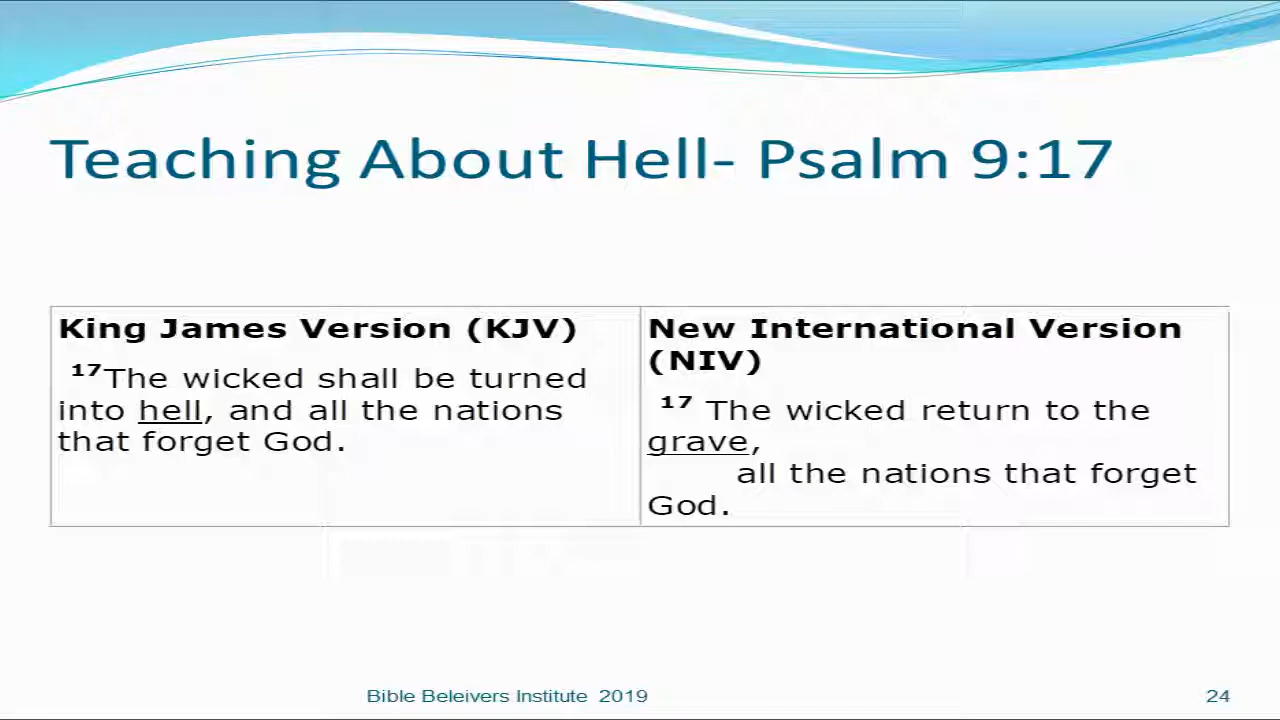 Teaching About Hell- Psalm 9:17
King James Version (KJV)
17The wicked shall be turned
into hell, and all the nations
that forget God.
New International Version
(NIV)
17 The wicked return to the
grave,
all the nations that forget
God.
Bible Beleivers Institute 2019
24